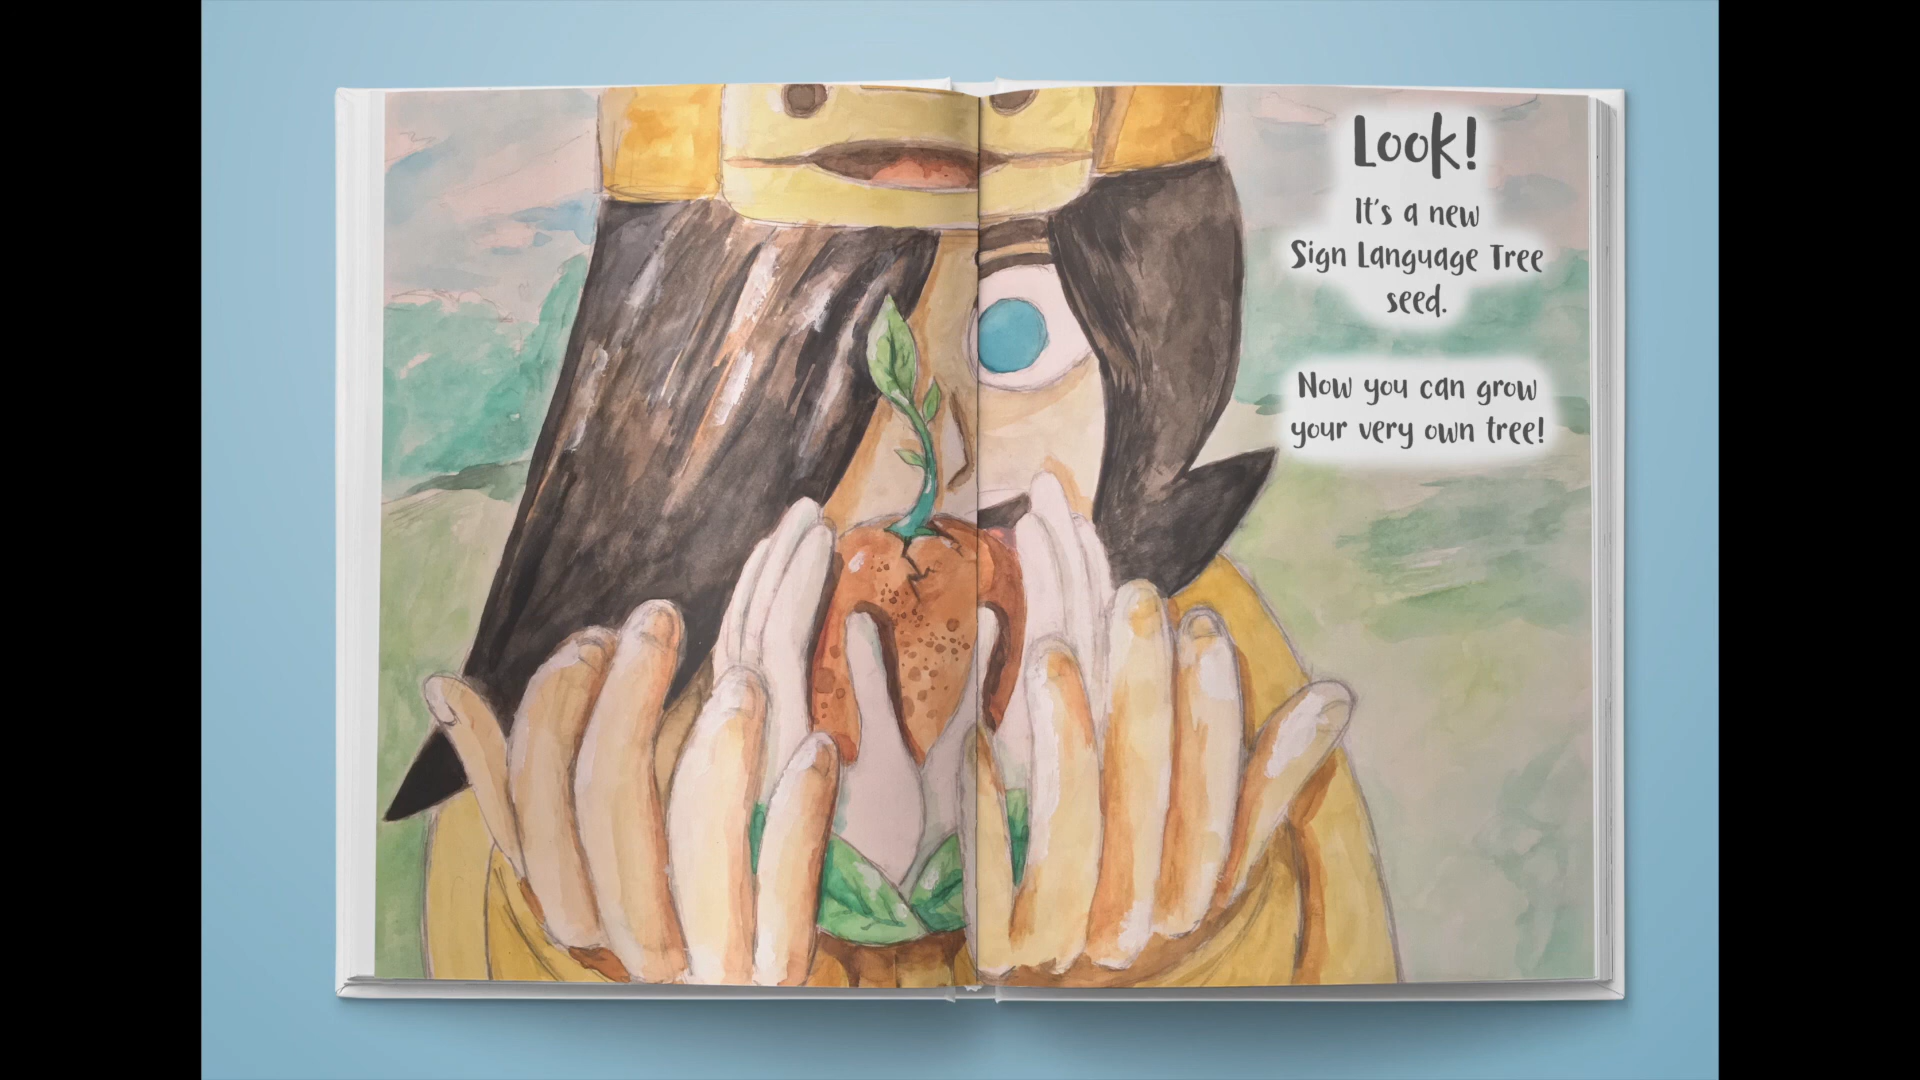 Look!
It's a new
Sign Language Tree
seed.
Now you can grow
your very own tree!